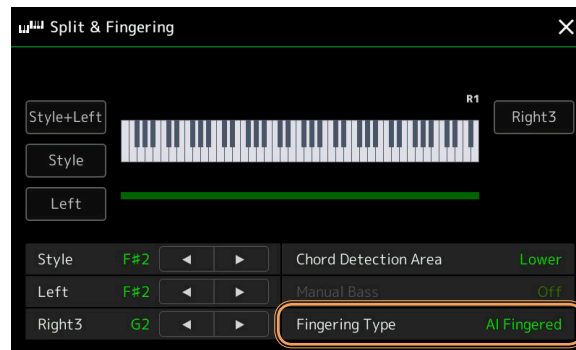 Split & Fingering
R1
Style+Left
Right3
Style
Left
Style F#2 Chord Detection Area Lower
Left F#2 Manual Bass Off
Right3 G2 Fingering Type AI Fingered